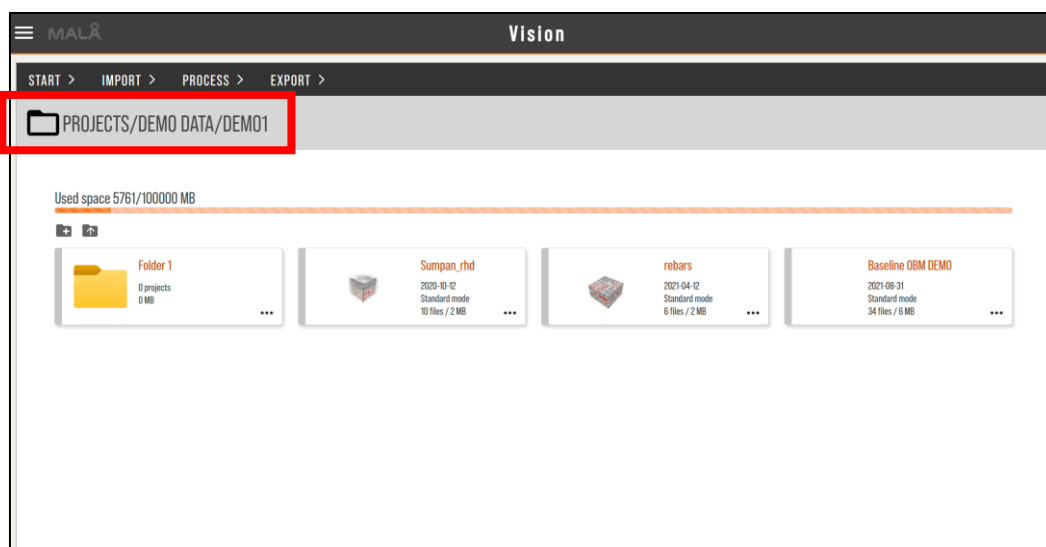 MALÅ
Vision
START > IMPORT > PROCESS > EXPORT >
PROJECTS/DEMO DATA/DEMO1
Used space 5761/100000 MB
Folder 1
0 projects
0 MB
Sumpan_rhd
2020-10-12
Standard mode
10 files / 2 MB
rebars
2021-04-12
Standard mode
6 files / 2 MB
Baseline OBM DEMO
2021-08-31
Standard mode
34 files / 6 MB